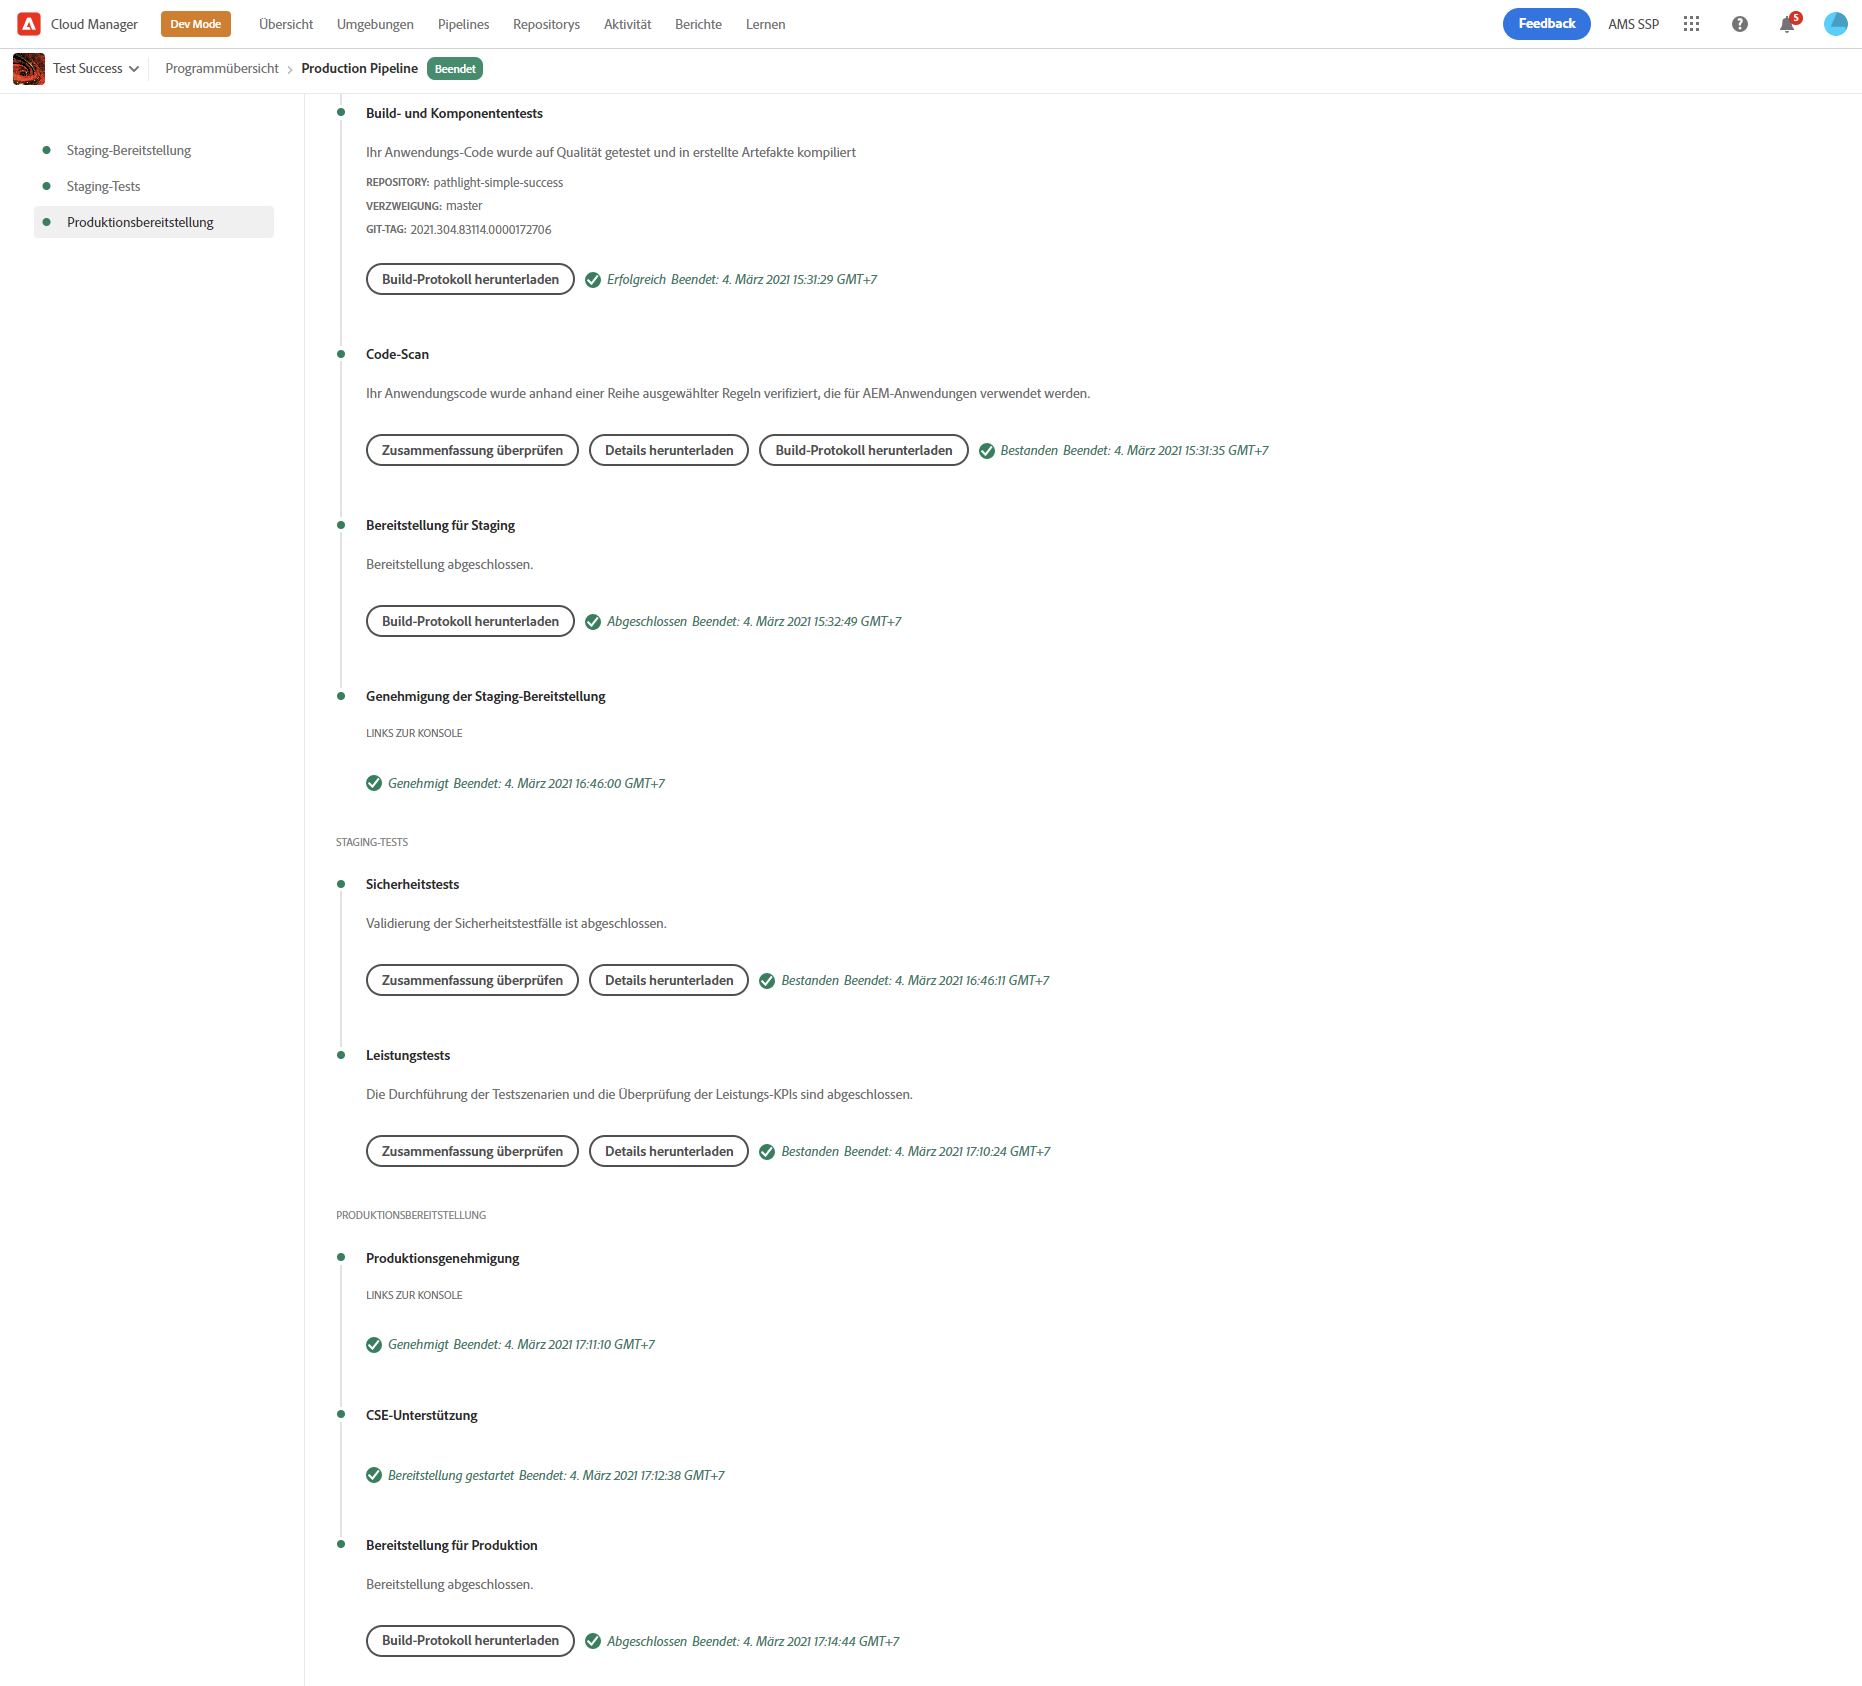 Cloud Manager Dev Mode Übersicht Umgebungen Pipelines Repositorys Aktivität Berichte Lernen Feedback AMS SSP 5
Test Success Programmübersicht Production Pipeline Beendet
Staging-Bereitstellung
Staging-Tests
Produktionsbereitstellung
Build- und Komponententests
Ihr Anwendungs-Code wurde auf Qualität getestet und in erstellte Artefakte kompiliert
REPOSITORY: pathlight-simple-success
VERZWEIGUNG: master
GIT-TAG: 2021.304.83114.0000172706
Build-Protokoll herunterladen Erfolgreich Beendet: 4. März 2021 15:31:29 GMT+7
Code-Scan
Ihr Anwendungscode wurde anhand einer Reihe ausgewählter Regeln verifiziert, die für AEM-Anwendungen verwendet werden.
Zusammenfassung überprüfen Details herunterladen Build-Protokoll herunterladen Bestanden Beendet: 4. März 2021 15:31:35 GMT+7
Bereitstellung für Staging
Bereitstellung abgeschlossen.
Build-Protokoll herunterladen Abgeschlossen Beendet: 4. März 2021 15:32:49 GMT+7
Genehmigung der Staging-Bereitstellung
LINKS ZUR KONSOLE
Genehmigt Beendet: 4. März 2021 16:46:00 GMT+7
STAGING-TESTS
Sicherheitstests
Validierung der Sicherheitstestfälle ist abgeschlossen.
Zusammenfassung überprüfen Details herunterladen Bestanden Beendet: 4. März 2021 16:46:11 GMT+7
Leistungstests
Die Durchführung der Testszenarien und die Überprüfung der Leistungs-KPIs sind abgeschlossen.
Zusammenfassung überprüfen Details herunterladen Bestanden Beendet: 4. März 2021 17:10:24 GMT+7
PRODUKTIONSBEREITSTELLUNG
Produktionsgenehmigung
LINKS ZUR KONSOLE
Genehmigt Beendet: 4. März 2021 17:11:10 GMT+7
CSE-Unterstützung
Bereitstellung gestartet Beendet: 4. März 2021 17:12:38 GMT+7
Bereitstellung für Produktion
Bereitstellung abgeschlossen.
Build-Protokoll herunterladen Abgeschlossen Beendet: 4. März 2021 17:14:44 GMT+7